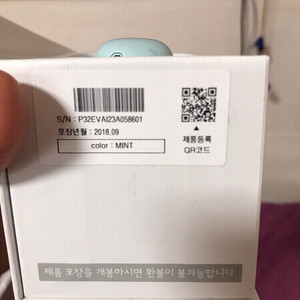 S/N : P32EVAI23A058601
포장년월 : 2018.09
color : MINT
제품등록
QR코드
제품 포장을 개봉하시면 환불이 불가능합니다.